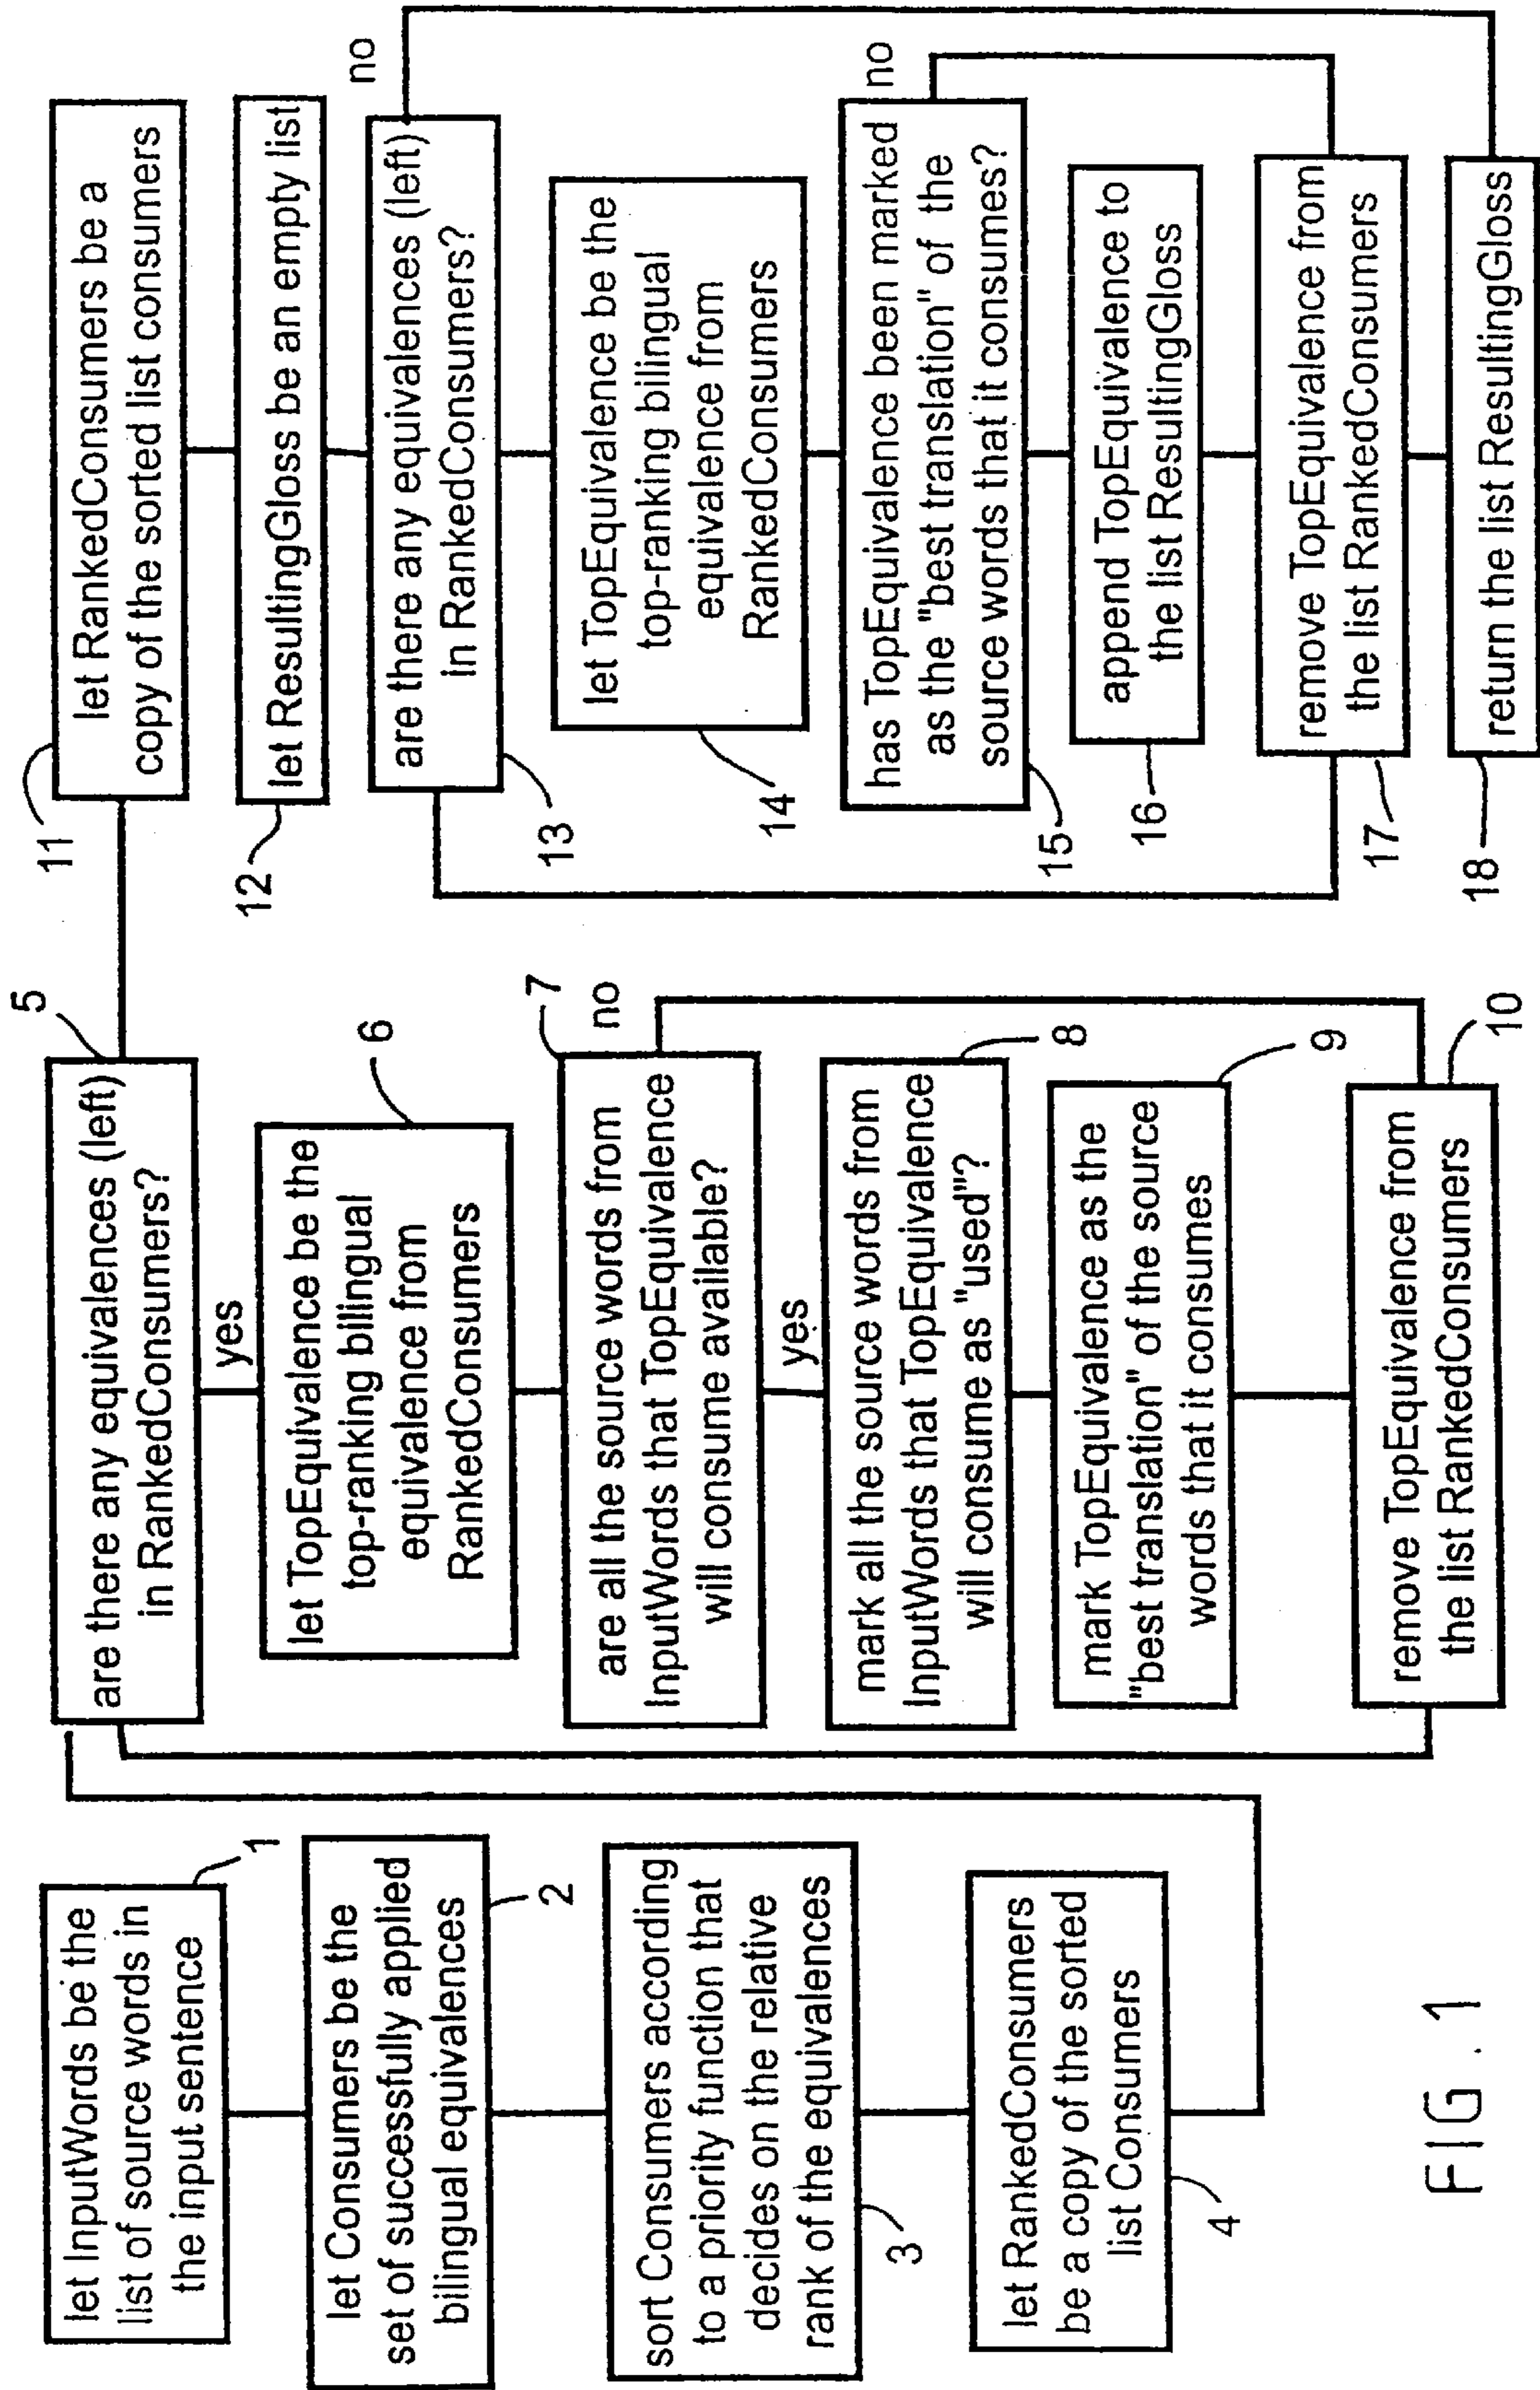 let InputWords be the
list of source words in
the input sentence
1
let Consumers be the
set of successfully applied
billingual equivalences
2
sort Consumers according
to a priority function that
decides on the relative
rank of the equivalences
3
let RankedConsumers
be a copy of the sorted
list Consumers
4
5
are there any equivalences (left)
in RankedConsumers?
yes
let TopEquivalence be the
top-ranking billingual
equivalence from
RankedConsumers
6
7
no
are all the source words from
InputWords that TopEquivalence
will consume available?
yes
mark all the source words from
InputWords that TopEquivalence
will consume as "used"?
8
mark TopEquivalence as the
"best translation" of the source
words that it consumes
9
remove TopEquivalence from
the list RankedConsumers
10
11
let RankedConsumers be a
copy of the sorted list consumers
12
let ResultingGloss be an empty list
no
are there any equivalences (left)
in RankedConsumers?
13
let TopEquivalence be the
top-ranking billingual
equivalence from
RankedConsumers
14
no
has TopEquivalence been marked
as the "best translation" of the
source words that it consumes?
15
append TopEquivalence to
the list ResultingGloss
16
remove TopEquivalence from
the list RankedConsumers
17
return the list ResultingGloss
18
FIG. 1